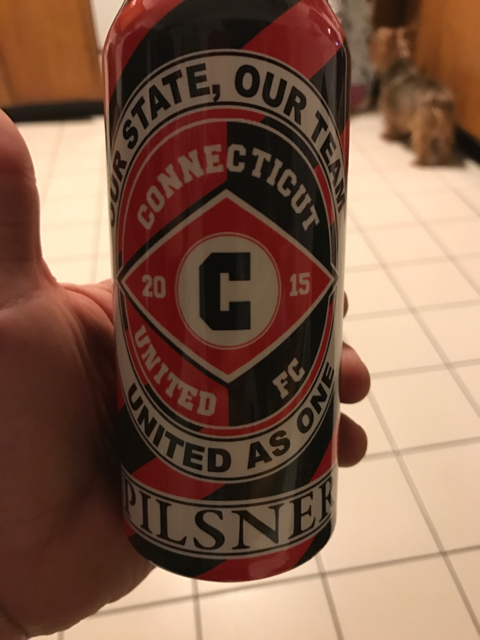 OUR STATE, OUR TEAM
CONNECTICUT
20 C 15
UNITED FC
UNITED AS ONE
PILSNER